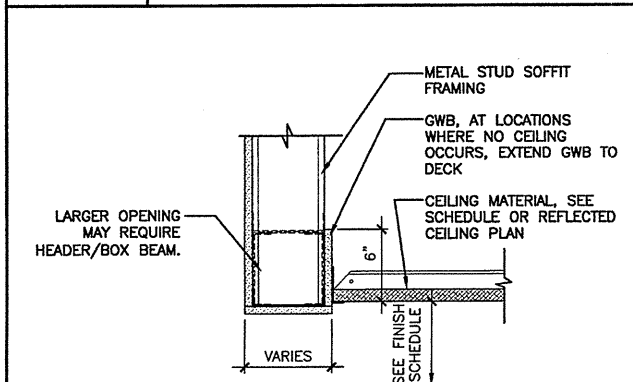 METAL STUD SOFFIT
FRAMING
GWB, AT LOCATIONS
WHERE NO CEILING
OCCURS, EXTEND GWB TO
DECK
CEILING MATERIAL, SEE
SCHEDULE OR REFLECTED
CEILING PLAN
LARGER OPENING
MAY REQUIRE
HEADER/BOX BEAM.
6"
VARIES
SEE FINISH
SCHEDULE